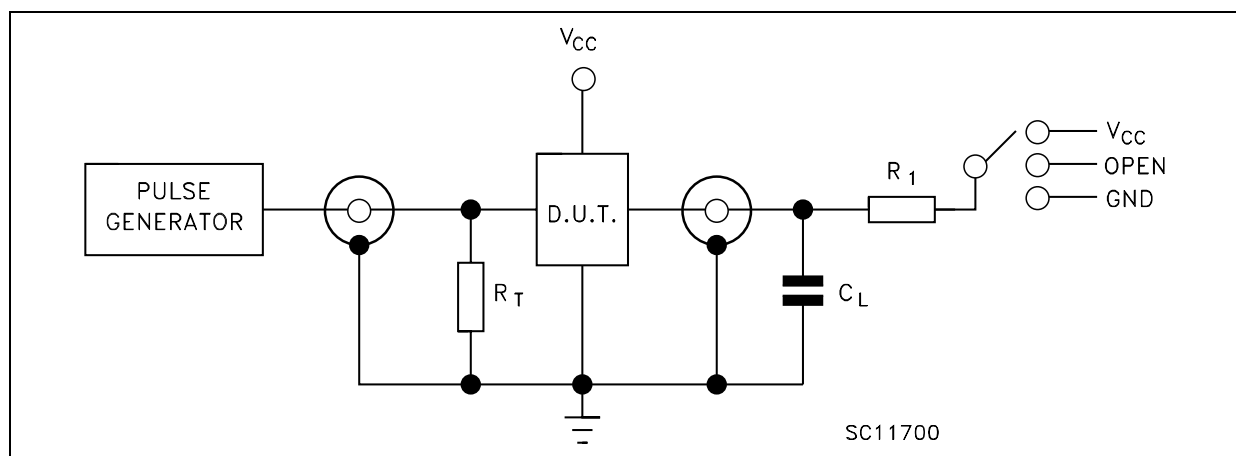 VCC
PULSE
GENERATOR
D.U.T.
RT
R1
CL
VCC
OPEN
GND
SC11700